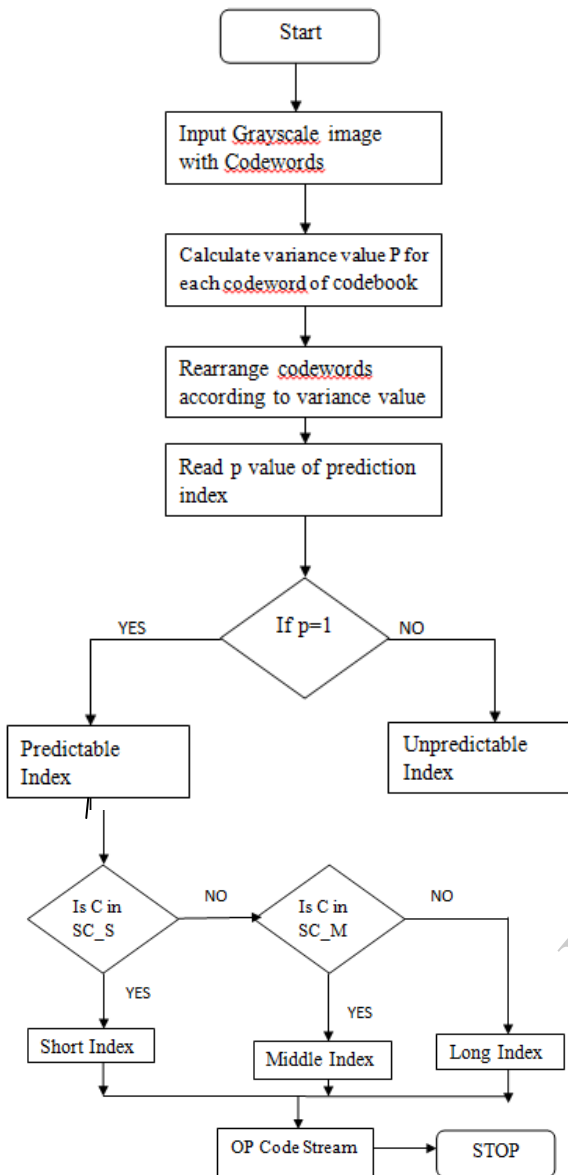 Start
Input Grayscale image
with Codewords
Calculate variance value P for
each codeword of codebook
Rearrange codewords
according to variance value
Read p value of prediction
index
If p=1
YES
NO
Predictable
Index
Unpredictable
Index
Is C in
SC_S
NO
Is C in
SC_M
NO
YES
YES
Short Index
Middle Index
Long Index
OP Code Stream
STOP